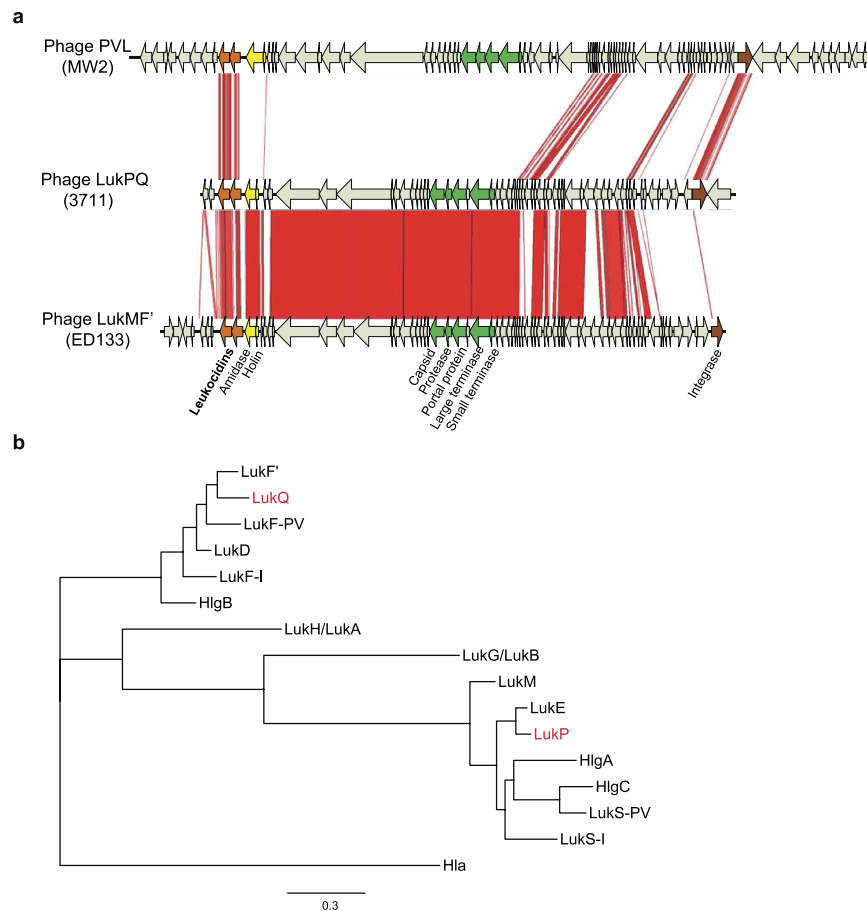 a
Phage PVL
(MW2)
Phage LukPQ
(3711)
Phage LukMF'
(ED133)
Leukocidins
Amidase
Holin
Capsid
Protease
Portal protein
Large terminase
Small terminase
Integrase
b
LukF'
LukQ
LukF-PV
LukD
LukF-I
HlgB
LukH/LukA
LukG/LukB
LukM
LukE
LukP
HlgA
HlgC
LukS-PV
LukS-I
Hla
0.3